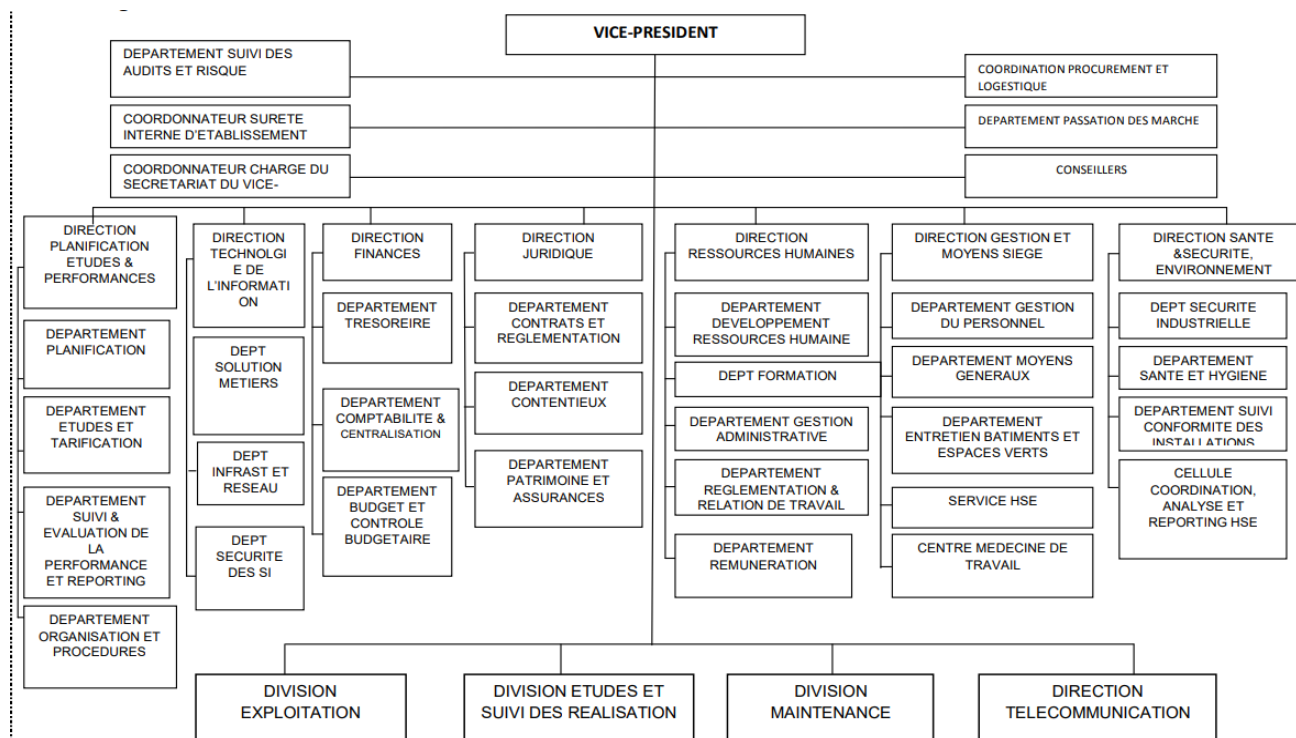 VICE-PRESIDENT
DEPARTEMENT SUIVI DES
AUDITS ET RISQUE
COORDINATION PROCUREMENT ET
LOGESTIQUE
COORDONNATEUR SURETE
INTERNE D'ETABLISSEMENT
DEPARTEMENT PASSATION DES MARCHE
COORDONNATEUR CHARGE DU
SECRETARIAT DU VICE-
CONSEILLERS
DIRECTION
PLANIFICATION
ETUDES &
PERFORMANCES
DEPARTEMENT
PLANIFICATION
DEPARTEMENT
ETUDES ET
TARIFICATION
DEPARTEMENT
SUIVI &
EVALUATION DE
LA
PERFORMANCE
ET REPORTING
DEPARTEMENT
ORGANISATION ET
PROCEDURES
DIRECTION
TECHNOLGI
E DE
L'INFORMATI
ON
DEPT
SOLUTION
METIERS
DEPT
INFRAST ET
RESEAU
DEPT
SECURITE
DES SI
DIRECTION
FINANCES
DEPARTEMENT
TRESOREIRE
DEPARTEMENT
COMPTABILITE &
CENTRALISATION
DEPARTEMENT
BUDGET ET
CONTROLE
BUDGETAIRE
DIRECTION
JURIDIQUE
DEPARTEMENT
CONTRATS ET
REGLEMENTATION
DEPARTEMENT
CONTENTIEUX
DEPARTEMENT
PATRIMOINE ET
ASSURANCES
DIRECTION
RESSOURCES HUMAINES
DEPARTEMENT
DEVELOPPEMENT
RESSOURCES HUMAINE
DEPT FORMATION
DEPARTEMENT GESTION
ADMINISTRATIVE
DEPARTEMENT
REGLEMENTATION &
RELATION DE TRAVAIL
DEPARTEMENT
REMUNERATION
DIRECTION GESTION ET
MOYENS SIEGE
DEPARTEMENT GESTION
DU PERSONNEL
DEPARTEMENT MOYENS
GENERAUX
DEPARTEMENT
ENTRETIEN BATIMENTS ET
ESPACES VERTS
SERVICE HSE
CENTRE MEDECINE DE
TRAVAIL
DIRECTION SANTE
&SECURITE,
ENVIRONNEMENT
DEPT SECURITE
INDUSTRIELLE
DEPARTEMENT
SANTE ET HYGIENE
DEPARTEMENT SUIVI
CONFORMITE DES
INSTALLATIONS
CELLULE
COORDINATION,
ANALYSE ET
REPORTING HSE
DIVISION
EXPLOITATION
DIVISION ETUDES ET
SUIVI DES REALISATION
DIVISION
MAINTENANCE
DIRECTION
TELECOMMUNICATION